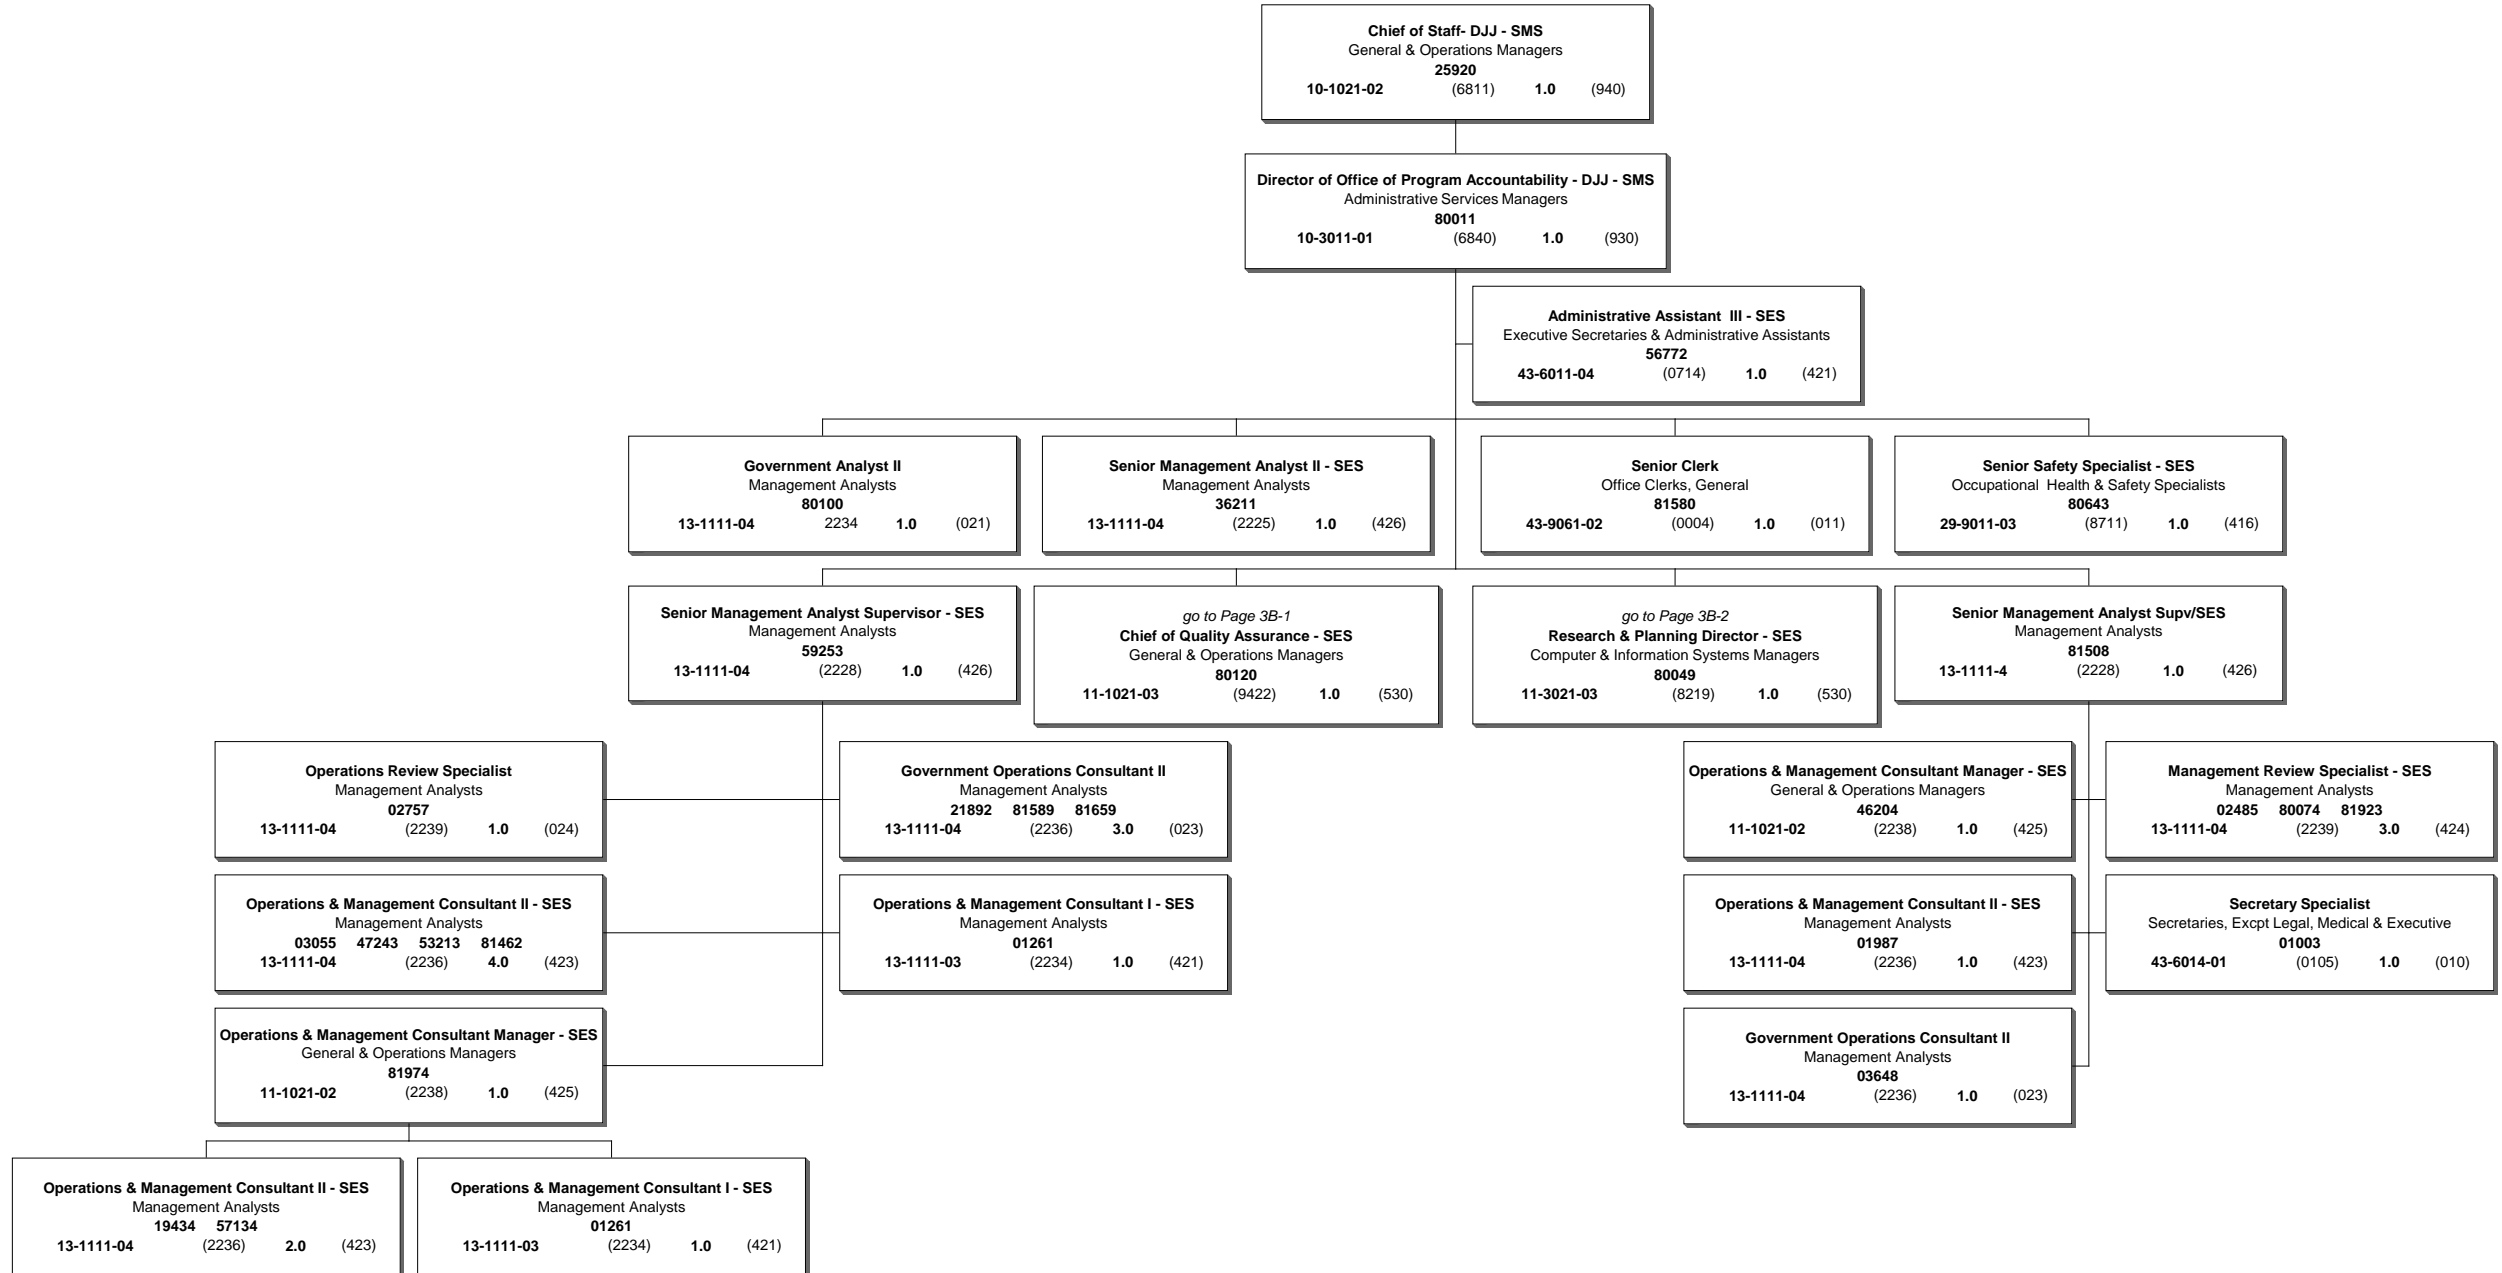 Chief of Staff- DJJ - SMS
General & Operations Managers
25920
10-1021-02 (6811) 1.0 (940)
Director of Office of Program Accountability - DJJ - SMS
Administrative Services Managers
80011
10-3011-01 (6840) 1.0 (930)
Administrative Assistant III - SES
Executive Secretaries & Administrative Assistants
56772
43-6011-04 (0714) 1.0 (421)
Government Analyst II
Management Analysts
80100
13-1111-04 2234 1.0 (021)
Senior Management Analyst II - SES
Management Analysts
36211
13-1111-04 (2225) 1.0 (426)
Senior Clerk
Office Clerks, General
81580
43-9061-02 (0004) 1.0 (011)
Senior Safety Specialist - SES
Occupational Health & Safety Specialists
80643
29-9011-03 (8711) 1.0 (416)
Senior Management Analyst Supervisor - SES
Management Analysts
59253
13-1111-04 (2228) 1.0 (426)
go to Page 3B-1
Chief of Quality Assurance - SES
General & Operations Managers
80120
11-1021-03 (9422) 1.0 (530)
go to Page 3B-2
Research & Planning Director - SES
Computer & Information Systems Managers
80049
11-3021-03 (8219) 1.0 (530)
Senior Management Analyst Supv/SES
Management Analysts
81508
13-1111-4 (2228) 1.0 (426)
Operations Review Specialist
Management Analysts
02757
13-1111-04 (2239) 1.0 (024)
Government Operations Consultant II
Management Analysts
21892 81589 81659
13-1111-04 (2236) 3.0 (023)
Operations & Management Consultant Manager - SES
General & Operations Managers
46204
11-1021-02 (2238) 1.0 (425)
Management Review Specialist - SES
Management Analysts
02485 80074 81923
13-1111-04 (2239) 3.0 (424)
Operations & Management Consultant II - SES
Management Analysts
03055 47243 53213 81462
13-1111-04 (2236) 4.0 (423)
Operations & Management Consultant I - SES
Management Analysts
01261
13-1111-03 (2234) 1.0 (421)
Operations & Management Consultant II - SES
Management Analysts
01987
13-1111-04 (2236) 1.0 (423)
Secretary Specialist
Secretaries, Excpt Legal, Medical & Executive
01003
43-6014-01 (0105) 1.0 (010)
Operations & Management Consultant Manager - SES
General & Operations Managers
81974
11-1021-02 (2238) 1.0 (425)
Government Operations Consultant II
Management Analysts
03648
13-1111-04 (2236) 1.0 (023)
Operations & Management Consultant II - SES
Management Analysts
19434 57134
13-1111-04 (2236) 2.0 (423)
Operations & Management Consultant I - SES
Management Analysts
01261
13-1111-03 (2234) 1.0 (421)